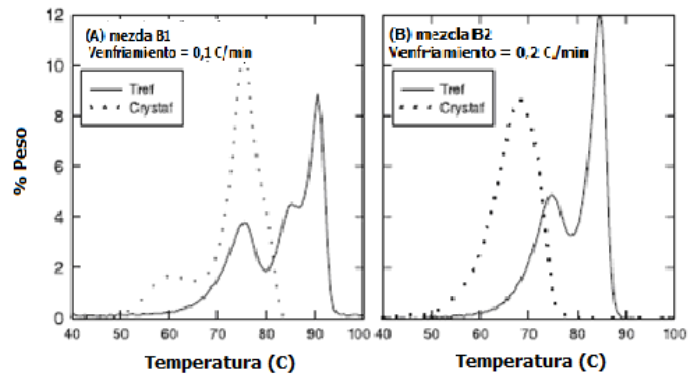 (A) mezda B1
Venfriamiento = 0,1 C/min
Tref
Crystaf
(B) mezcla B2
Venfriamiento = 0,2 C/min
Tref
Crystaf
% Peso
12
10
8
6
4
2
0
40 50 60 70 80 90 100
40 50 60 70 80 90 100
Temperatura (C)
Temperatura (C)